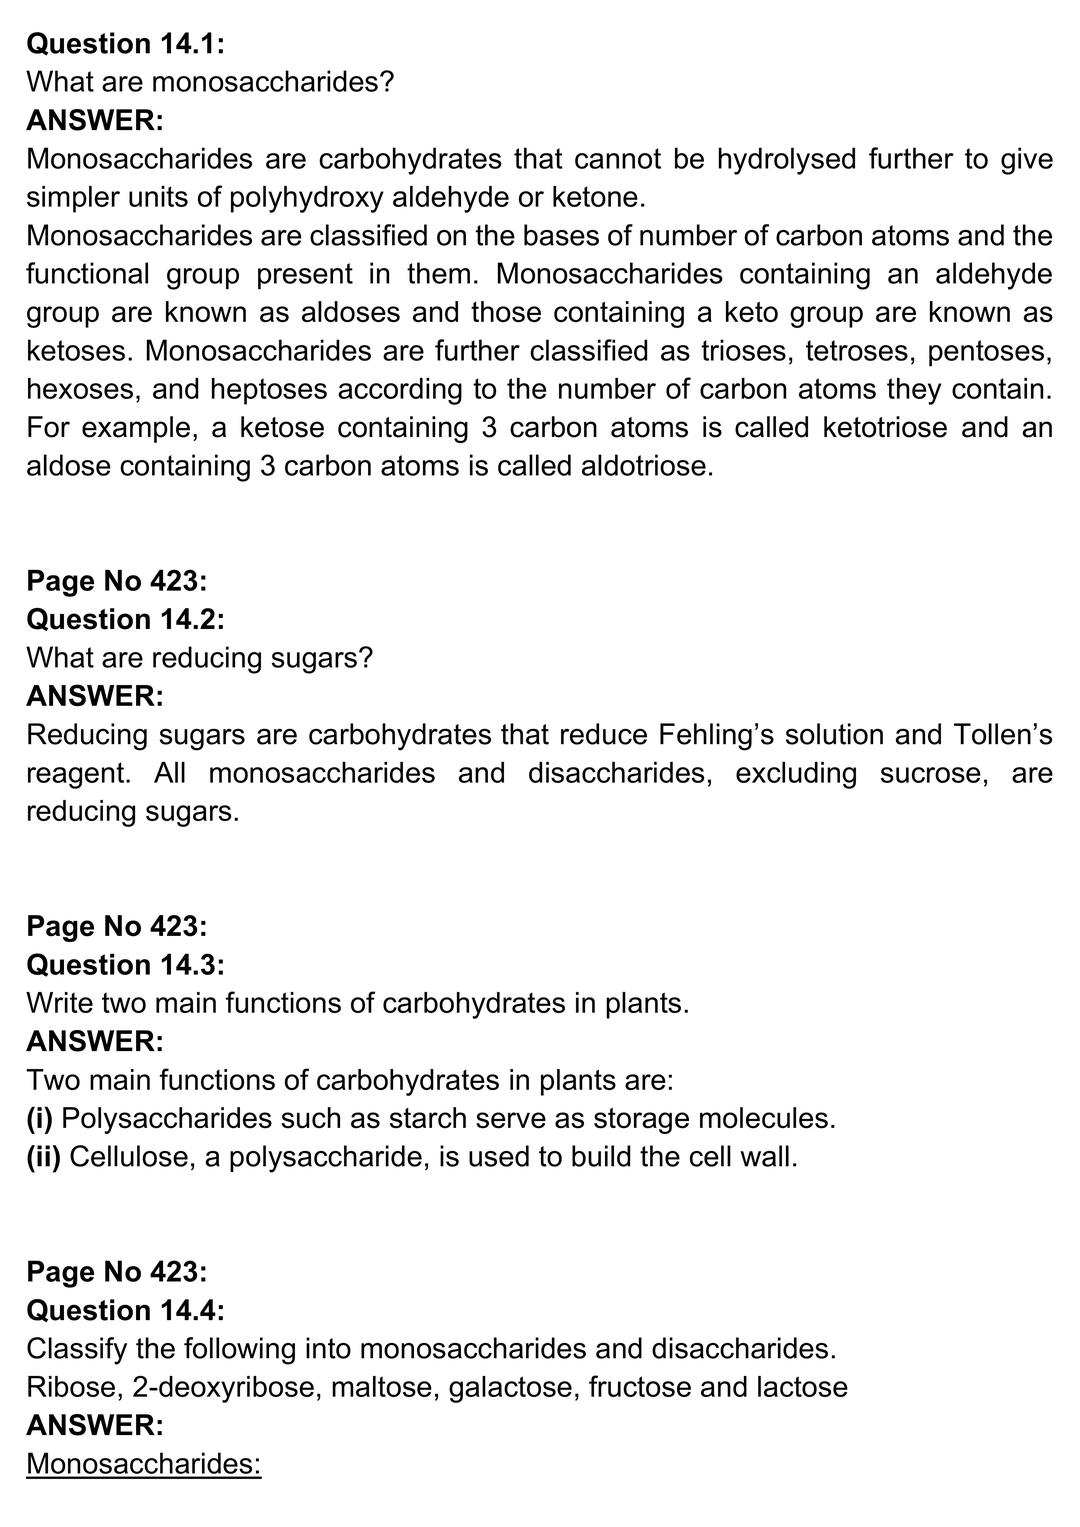 Question 14.1:
What are monosaccharides?
ANSWER:
Monosaccharides are carbohydrates that cannot be hydrolysed further to give
simpler units of polyhydroxy aldehyde or ketone.
Monosaccharides are classified on the bases of number of carbon atoms and the
functional group present in them. Monosaccharides containing an aldehyde
group are known as aldoses and those containing a keto group are known as
ketoses. Monosaccharides are further classified as trioses, tetroses, pentoses,
hexoses, and heptoses according to the number of carbon atoms they contain.
For example, a ketose containing 3 carbon atoms is called ketotriose and an
aldose containing 3 carbon atoms is called aldotriose.
Page No 423:
Question 14.2:
What are reducing sugars?
ANSWER:
Reducing sugars are carbohydrates that reduce Fehling’s solution and Tollen’s
reagent. All monosaccharides and disaccharides, excluding sucrose, are
reducing sugars.
Page No 423:
Question 14.3:
Write two main functions of carbohydrates in plants.
ANSWER:
Two main functions of carbohydrates in plants are:
(i) Polysaccharides such as starch serve as storage molecules.
(ii) Cellulose, a polysaccharide, is used to build the cell wall.
Page No 423:
Question 14.4:
Classify the following into monosaccharides and disaccharides.
Ribose, 2-deoxyribose, maltose, galactose, fructose and lactose
ANSWER:
Monosaccharides: